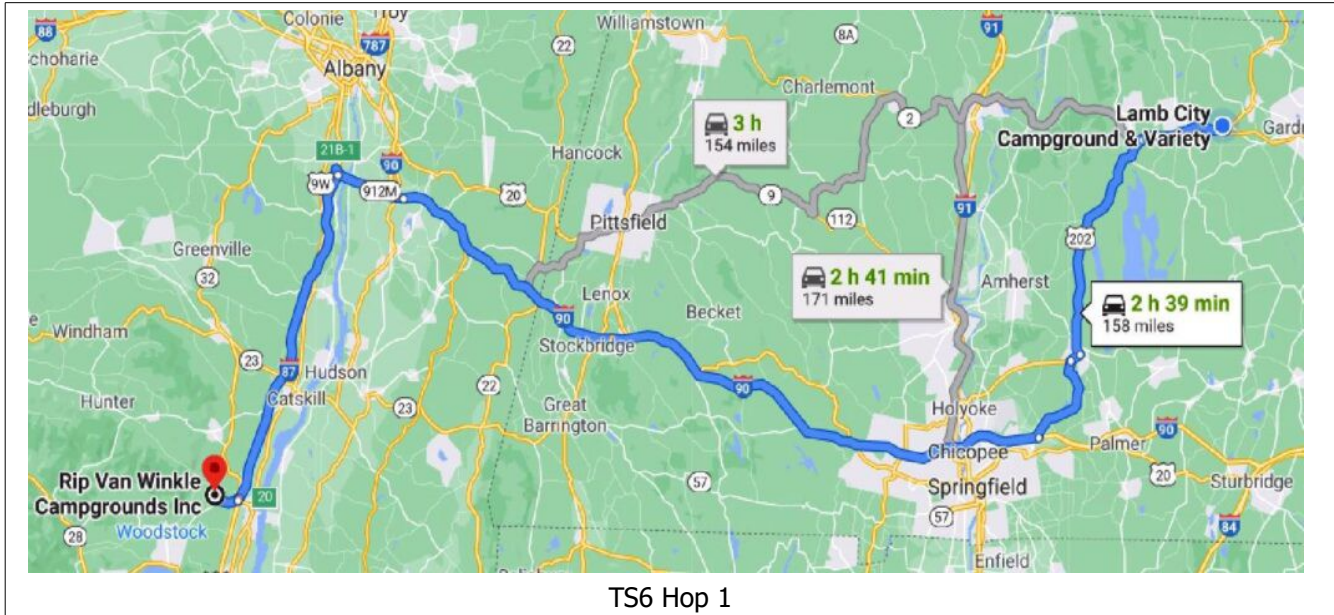 Colonie
Troy
Williamstown
88
787
22
8A
91
Schoharie
Albany
Charlemont
dleburgh
2
Lamb City
Campground & Variety
Gard
3 h
154 miles
21B-1
Hancock
90
9W
912M
20
9
91
Pittsfield
112
202
Greenville
32
2 h 41 min
171 miles
Amherst
2 h 39 min
158 miles
Lenox
Becket
90
Windham
Stockbridge
23
87
Hudson
22
90
Holyoke
Hunter
Catskill
23
Great
Barrington
Chicopee
Palmer
90
Rip Van Winkle
Campgrounds Inc
20
57
Springfield
20
Sturbridge
Woodstock
57
84
28
Enfield
TS6 Hop 1